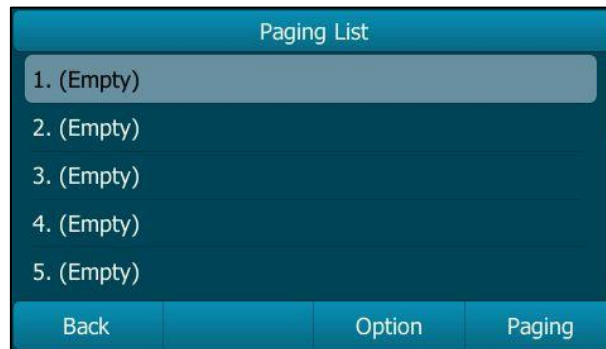 Paging List
1. (Empty)
2. (Empty)
3. (Empty)
4. (Empty)
5. (Empty)
Back Option Paging